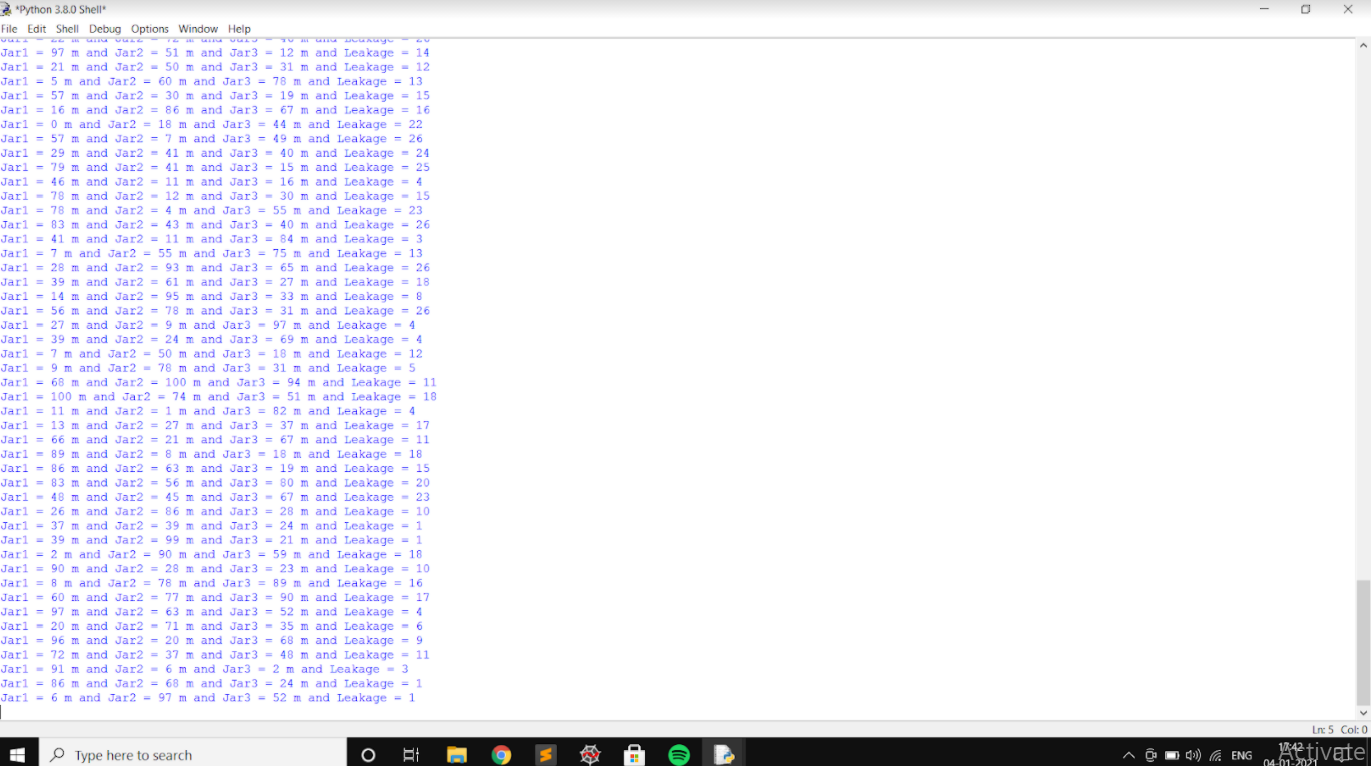 *Python 3.8.0 Shell*
File Edit Shell Debug Options Window Help
Jar1 = 22 m and Jar2 = 72 m and Jar3 = 40 m and Leakage = 20
Jar1 = 97 m and Jar2 = 51 m and Jar3 = 12 m and Leakage = 14
Jar1 = 21 m and Jar2 = 50 m and Jar3 = 31 m and Leakage = 12
Jar1 = 5 m and Jar2 = 60 m and Jar3 = 78 m and Leakage = 13
Jar1 = 57 m and Jar2 = 30 m and Jar3 = 19 m and Leakage = 15
Jar1 = 16 m and Jar2 = 86 m and Jar3 = 67 m and Leakage = 16
Jar1 = 0 m and Jar2 = 18 m and Jar3 = 44 m and Leakage = 22
Jar1 = 57 m and Jar2 = 7 m and Jar3 = 49 m and Leakage = 26
Jar1 = 29 m and Jar2 = 41 m and Jar3 = 40 m and Leakage = 24
Jar1 = 79 m and Jar2 = 41 m and Jar3 = 15 m and Leakage = 25
Jar1 = 46 m and Jar2 = 11 m and Jar3 = 16 m and Leakage = 4
Jar1 = 78 m and Jar2 = 12 m and Jar3 = 30 m and Leakage = 15
Jar1 = 78 m and Jar2 = 4 m and Jar3 = 55 m and Leakage = 23
Jar1 = 83 m and Jar2 = 43 m and Jar3 = 40 m and Leakage = 26
Jar1 = 41 m and Jar2 = 11 m and Jar3 = 84 m and Leakage = 3
Jar1 = 7 m and Jar2 = 55 m and Jar3 = 75 m and Leakage = 13
Jar1 = 28 m and Jar2 = 93 m and Jar3 = 65 m and Leakage = 26
Jar1 = 39 m and Jar2 = 61 m and Jar3 = 27 m and Leakage = 18
Jar1 = 14 m and Jar2 = 95 m and Jar3 = 33 m and Leakage = 8
Jar1 = 56 m and Jar2 = 78 m and Jar3 = 31 m and Leakage = 26
Jar1 = 27 m and Jar2 = 9 m and Jar3 = 97 m and Leakage = 4
Jar1 = 39 m and Jar2 = 24 m and Jar3 = 69 m and Leakage = 4
Jar1 = 7 m and Jar2 = 50 m and Jar3 = 18 m and Leakage = 12
Jar1 = 9 m and Jar2 = 78 m and Jar3 = 31 m and Leakage = 5
Jar1 = 68 m and Jar2 = 100 m and Jar3 = 94 m and Leakage = 11
Jar1 = 100 m and Jar2 = 74 m and Jar3 = 51 m and Leakage = 18
Jar1 = 11 m and Jar2 = 1 m and Jar3 = 82 m and Leakage = 4
Jar1 = 13 m and Jar2 = 27 m and Jar3 = 37 m and Leakage = 17
Jar1 = 66 m and Jar2 = 21 m and Jar3 = 67 m and Leakage = 11
Jar1 = 89 m and Jar2 = 8 m and Jar3 = 18 m and Leakage = 18
Jar1 = 86 m and Jar2 = 63 m and Jar3 = 19 m and Leakage = 15
Jar1 = 83 m and Jar2 = 56 m and Jar3 = 80 m and Leakage = 20
Jar1 = 48 m and Jar2 = 45 m and Jar3 = 67 m and Leakage = 23
Jar1 = 26 m and Jar2 = 86 m and Jar3 = 28 m and Leakage = 10
Jar1 = 37 m and Jar2 = 39 m and Jar3 = 24 m and Leakage = 1
Jar1 = 39 m and Jar2 = 99 m and Jar3 = 21 m and Leakage = 1
Jar1 = 2 m and Jar2 = 90 m and Jar3 = 59 m and Leakage = 18
Jar1 = 90 m and Jar2 = 28 m and Jar3 = 23 m and Leakage = 10
Jar1 = 8 m and Jar2 = 78 m and Jar3 = 89 m and Leakage = 16
Jar1 = 60 m and Jar2 = 77 m and Jar3 = 90 m and Leakage = 17
Jar1 = 97 m and Jar2 = 63 m and Jar3 = 52 m and Leakage = 4
Jar1 = 20 m and Jar2 = 71 m and Jar3 = 35 m and Leakage = 6
Jar1 = 96 m and Jar2 = 20 m and Jar3 = 68 m and Leakage = 9
Jar1 = 72 m and Jar2 = 37 m and Jar3 = 48 m and Leakage = 11
Jar1 = 91 m and Jar2 = 6 m and Jar3 = 2 m and Leakage = 3
Jar1 = 86 m and Jar2 = 68 m and Jar3 = 24 m and Leakage = 1
Jar1 = 6 m and Jar2 = 97 m and Jar3 = 52 m and Leakage = 1
Ln: 5 Col: 0
Type here to search
ENG
17:42
Activate
04-01-2021